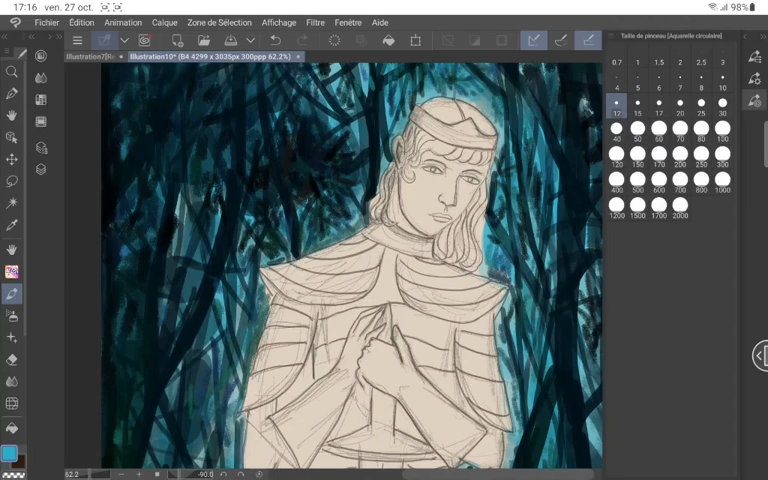 17:16 ven. 27 oct.
98%
Fichier Édition Animation Calque Zone de Sélection Affichage Filtre Fenêtre Aide
Illustration10* (B4 4299 x 3035px 300ppp 62.2%)
Taille de pinceau [Aquarelle circulaire]
0.7 1 1.5 2 2.5 3
4 5 6 7 8 10
12 15 17 20 25 30
40 50 60 70 80 100
120 150 170 200 250 300
400 500 600 700 800 1000
1200 1500 1700 2000
62.2 -90.0